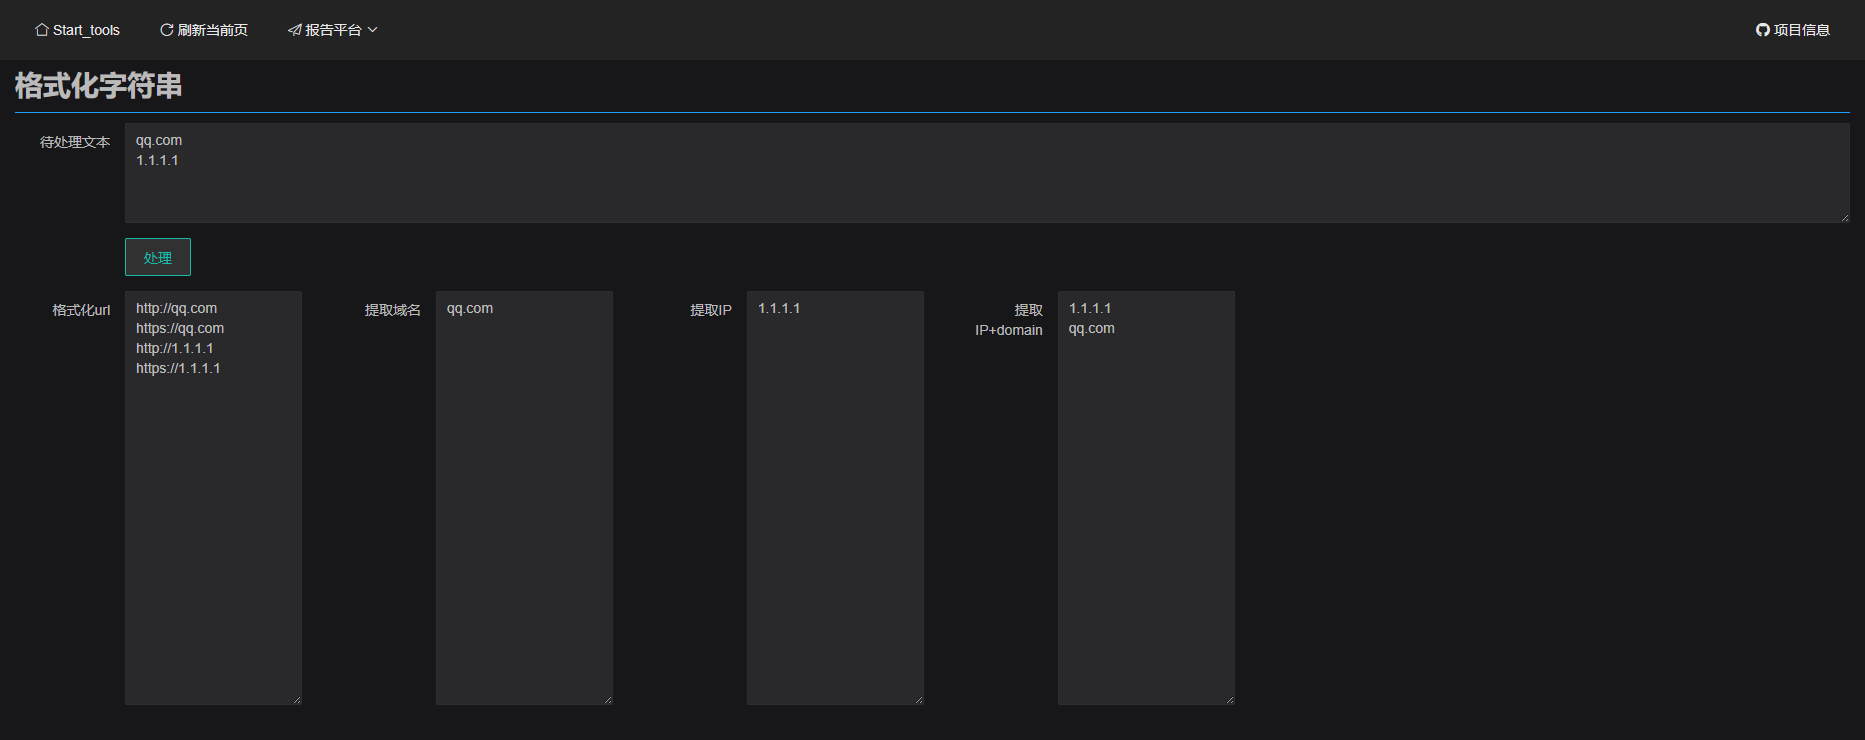 Start_tools
刷新当前页
报告平台
项目信息
格式化字符串
待处理文本
qq.com
1.1.1.1
处理
格式化url
http://qq.com
https://qq.com
http://1.1.1.1
https://1.1.1.1
提取域名
qq.com
提取IP
1.1.1.1
提取
IP+domain
1.1.1.1
qq.com